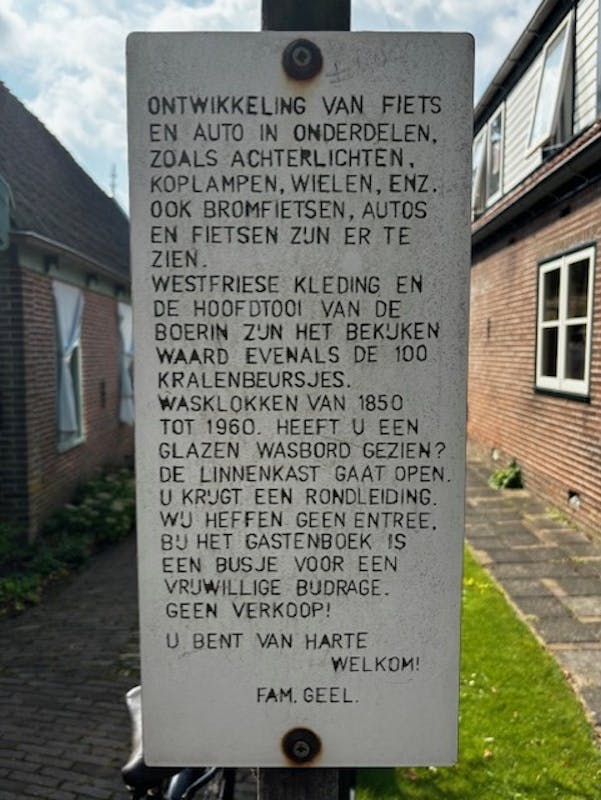 ONTWIKKELING VAN FIETS
EN AUTO IN ONDERDELEN,
ZOALS ACHTERLICHTEN,
KOPLAMPEN, WIELEN, ENZ.
OOK BROMFIETSEN, AUTOS
EN FIETSEN ZIJN ER TE
ZIEN.
WESTFRIESE KLEDING EN
DE HOOFDTOOI VAN DE
BOERIN ZIJN HET BEKIJKEN
WAARD EVENALS DE 100
KRALENBEURSJES.
WASKLOKKEN VAN 1850
TOT 1960. HEEFT U EEN
GLAZEN WASBORD GEZIEN?
DE LINNENKAST GAAT OPEN.
U KRIJGT EEN RONDLEIDING.
WIJ HEFFEN GEEN ENTREE,
BIJ HET GASTENBOEK IS
EEN BUSJE VOOR EEN
VRIJWILLIGE BIJDRAGE.
GEEN VERKOOP!
U BENT VAN HARTE
WELKOM!
FAM. GEEL.